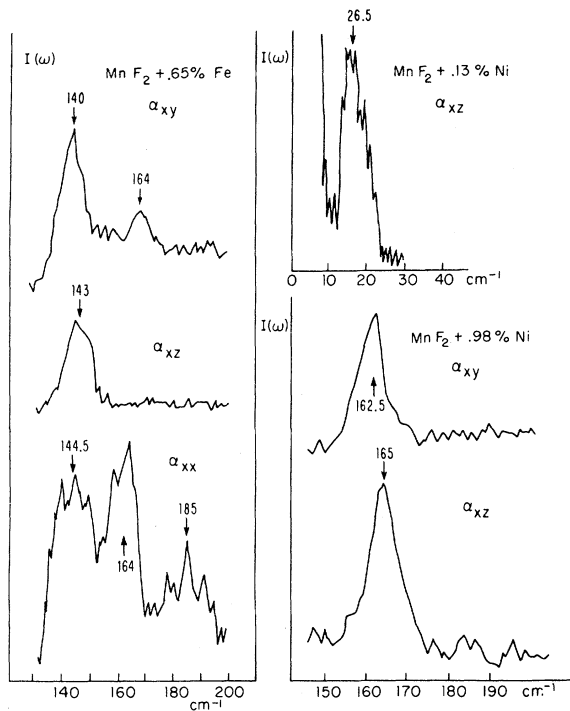 I(ω)
Mn F2 + .65% Fe
αxy
140
164
143
αxz
144.5
αxx
164
185
140 160 180 200
cm-1
26.5
I(ω)
Mn F2 + .13% Ni
αxz
0 10 20 30 cm-1
I(ω)
Mn F2 + .98% Ni
αxy
162.5
165
αxz
150 160 170 180 190 cm-1